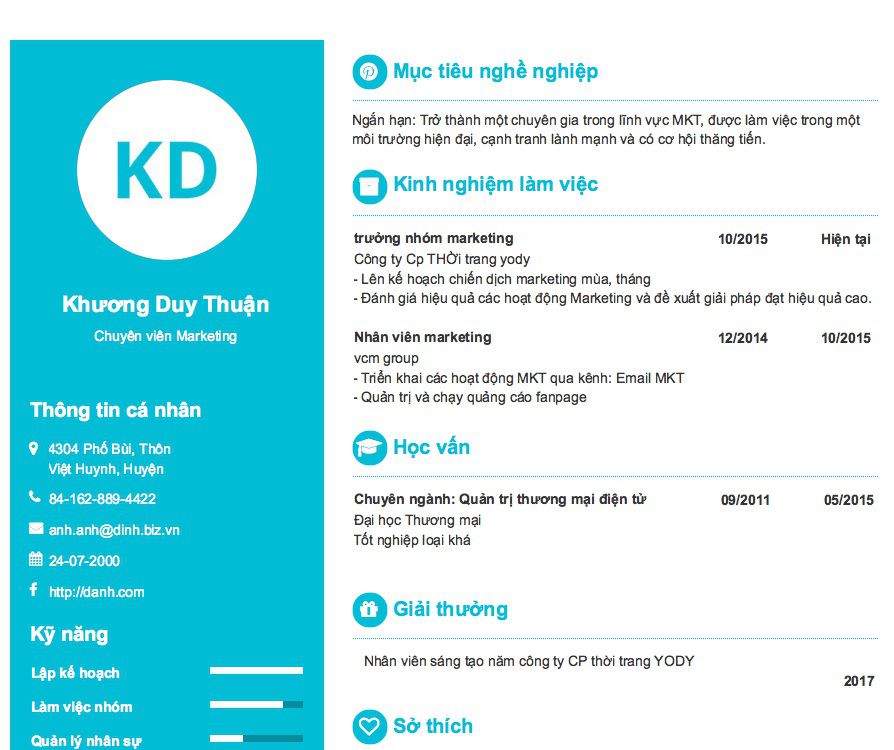 KD
Khương Duy Thuận
Chuyên viên Marketing
Thông tin cá nhân
4304 Phố Bùi, Thôn
Việt Huynh, Huyện
84-162-889-4422
anh.anh@dinh.biz.vn
24-07-2000
http://danh.com
Kỹ năng
Lập kế hoạch
Làm việc nhóm
Quản lý nhân sự
Mục tiêu nghề nghiệp
Ngắn hạn: Trở thành một chuyên gia trong lĩnh vực MKT, được làm việc trong một
môi trường hiện đại, cạnh tranh lành mạnh và có cơ hội thăng tiến.
Kinh nghiệm làm việc
trưởng nhóm marketing 10/2015 Hiện tại
Công ty Cp THỜi trang yody
- Lên kế hoạch chiến dịch marketing mùa, tháng
- Đánh giá hiệu quả các hoạt động Marketing và đề xuất giải pháp đạt hiệu quả cao.
Nhân viên marketing 12/2014 10/2015
vcm group
- Triển khai các hoạt động MKT qua kênh: Email MKT
- Quản trị và chạy quảng cáo fanpage
Học vấn
Chuyên ngành: Quản trị thương mại điện tử 09/2011 05/2015
Đại học Thương mại
Tốt nghiệp loại khá
Giải thưởng
Nhân viên sáng tạo năm công ty CP thời trang YODY
2017
Sở thích